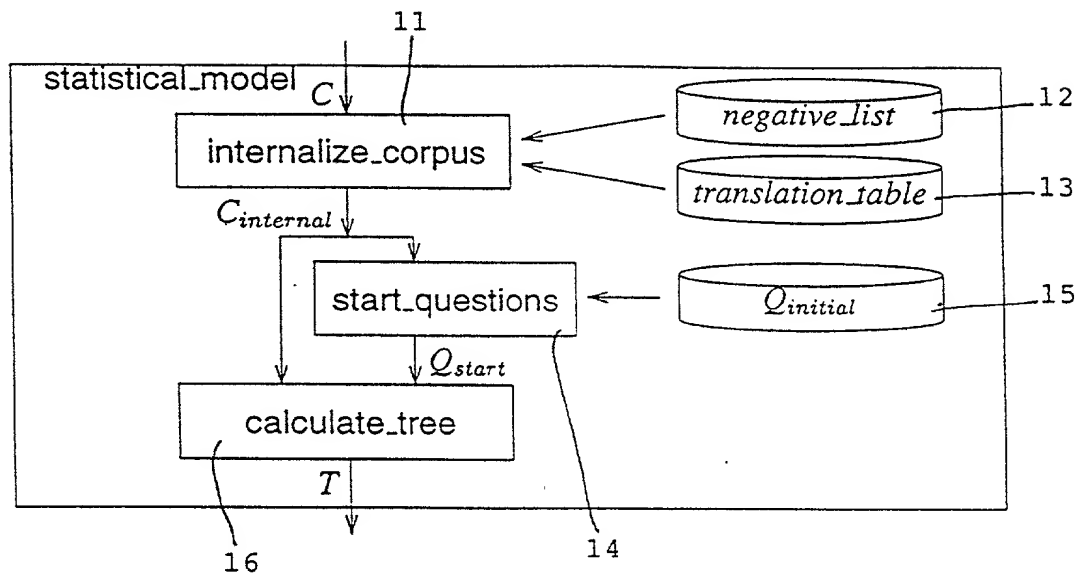 11
statistical_model
C
12
negative_list
internalize_corpus
translation_table
13
C_internal
start_questions
Q_initial
15
Q_start
calculate_tree
T
14
16